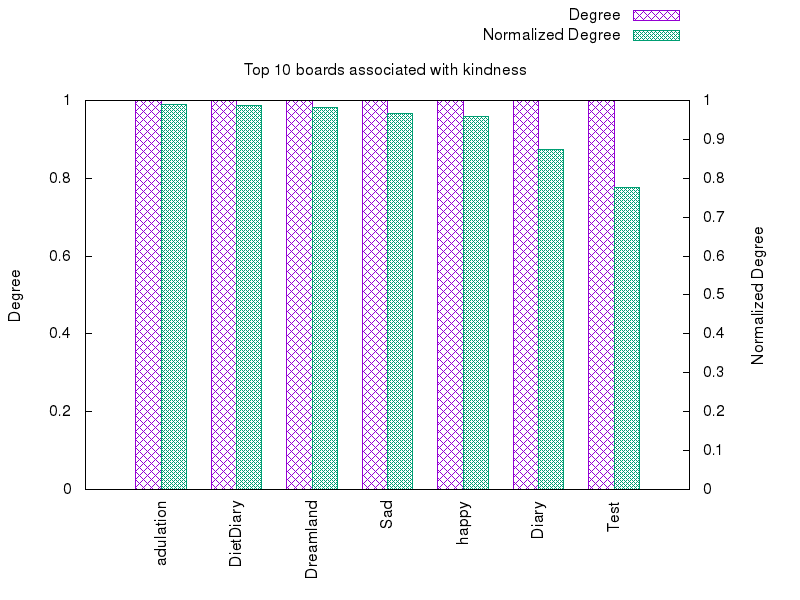 Degree
Normalized Degree
Top 10 boards associated with kindness
1
0.8
0.6
0.4
0.2
0
1
0.9
0.8
0.7
0.6
0.5
0.4
0.3
0.2
0.1
0
Degree
Normalized Degree
adulation
DietDiary
Dreamland
Sad
happy
Diary
Test